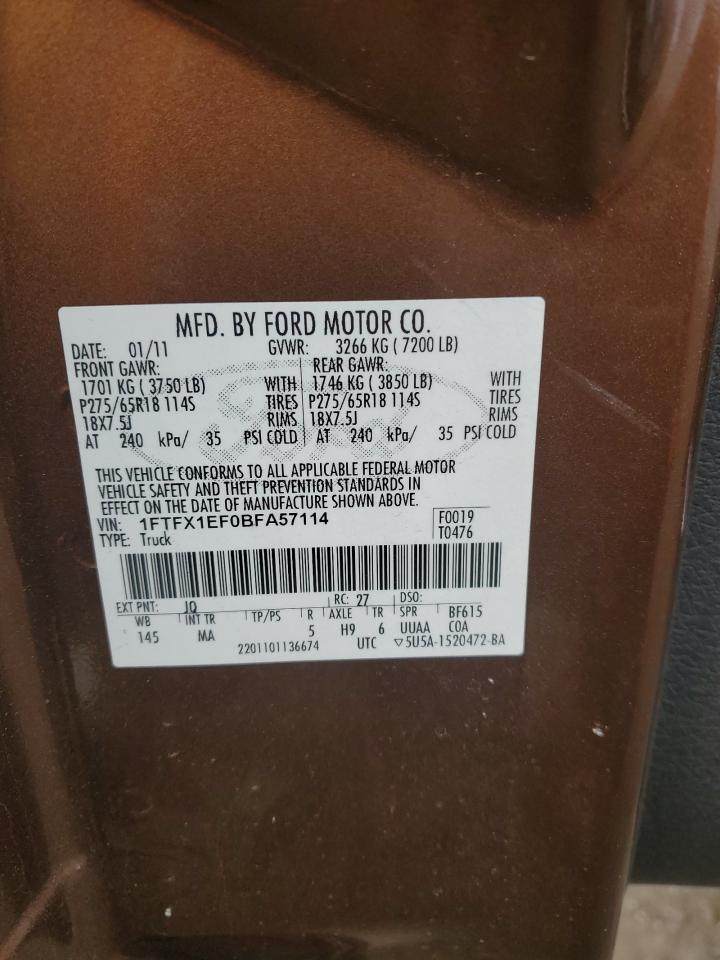 MFD. BY FORD MOTOR CO.
DATE: 01/11 GVWR: 3266 KG ( 7200 LB)
FRONT GAWR: REAR GAWR:
1701 KG ( 3750 LB) WITH 1746 KG ( 3850 LB) WITH
P275/65R18 114S TIRES P275/65R18 114S TIRES
18X7.5J RIMS 18X7.5J RIMS
AT 240 kPa/ 35 PSI COLD AT 240 kPa/ 35 PSI COLD
THIS VEHICLE CONFORMS TO ALL APPLICABLE FEDERAL MOTOR
VEHICLE SAFETY AND THEFT PREVENTION STANDARDS IN
EFFECT ON THE DATE OF MANUFACTURE SHOWN ABOVE.
VIN: 1FTFX1EF0BFA57114 F0019
TYPE: Truck T0476
EXT PNT: JQ RC: 27 DSO:
WB INT TR TP/PS R AXLE TR SPR BF615
145 MA 5 H9 6 UUAA COA
2201101136674 UTC ▽5U5A-1520472-BA